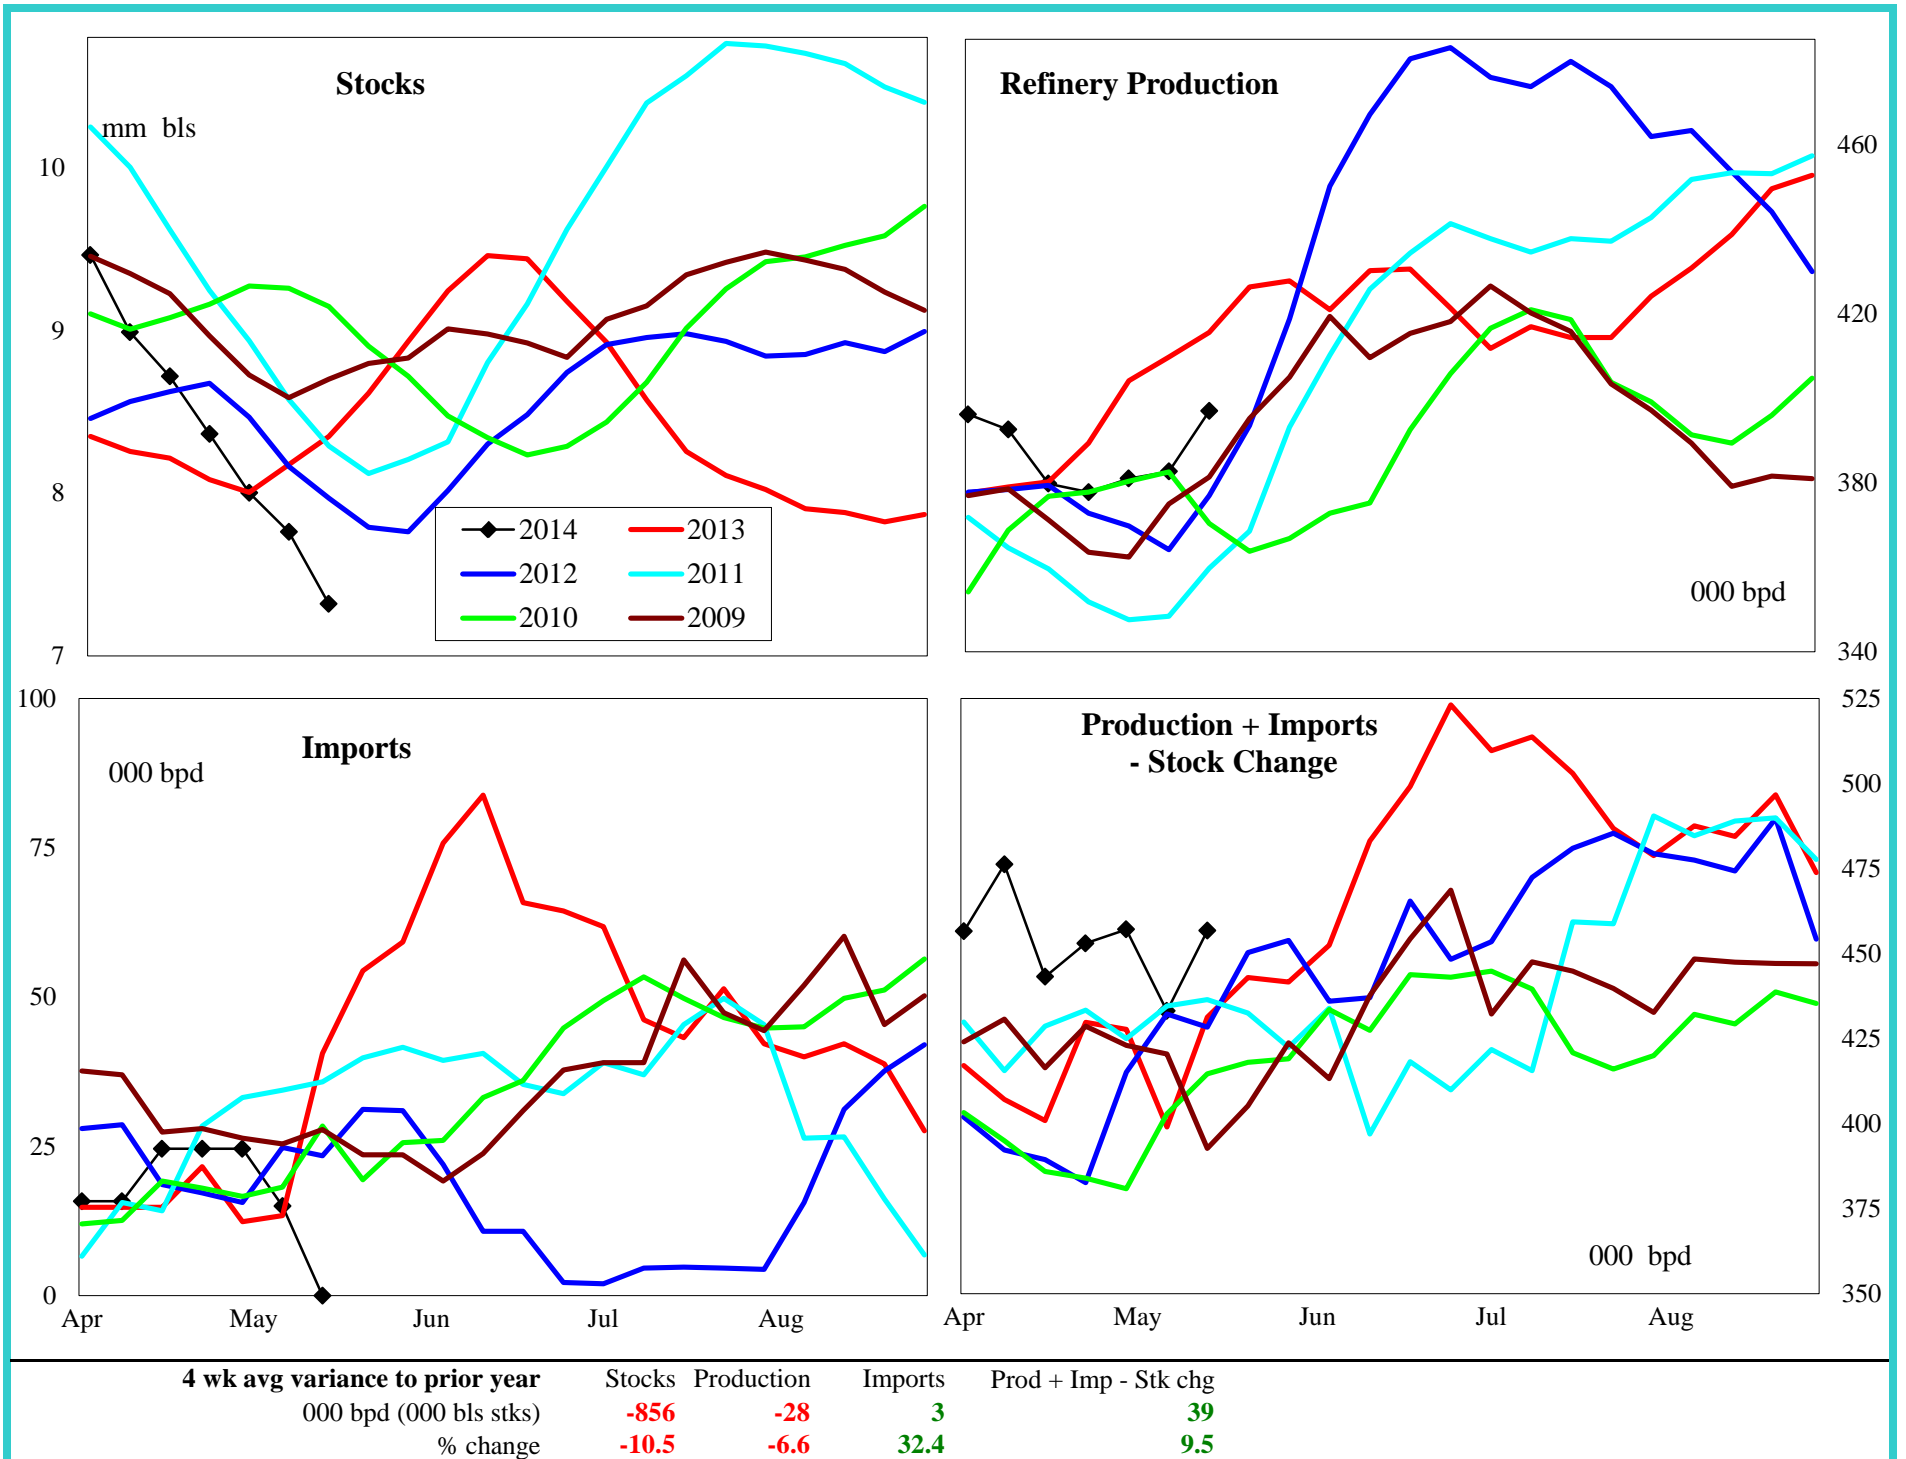 Stocks
mm bls
10
9
8
7
2014 2013
2012 2011
2010 2009
Refinery Production
460
420
380
340
000 bpd
Imports
000 bpd
100
75
50
25
0
Apr May Jun Jul Aug
Production + Imports
- Stock Change
525
500
475
450
425
400
375
350
000 bpd
Apr May Jun Jul Aug
4 wk avg variance to prior year Stocks Production Imports Prod + Imp - Stk chg
000 bpd (000 bls stks) -856 -28 3 39
% change -10.5 -6.6 32.4 9.5